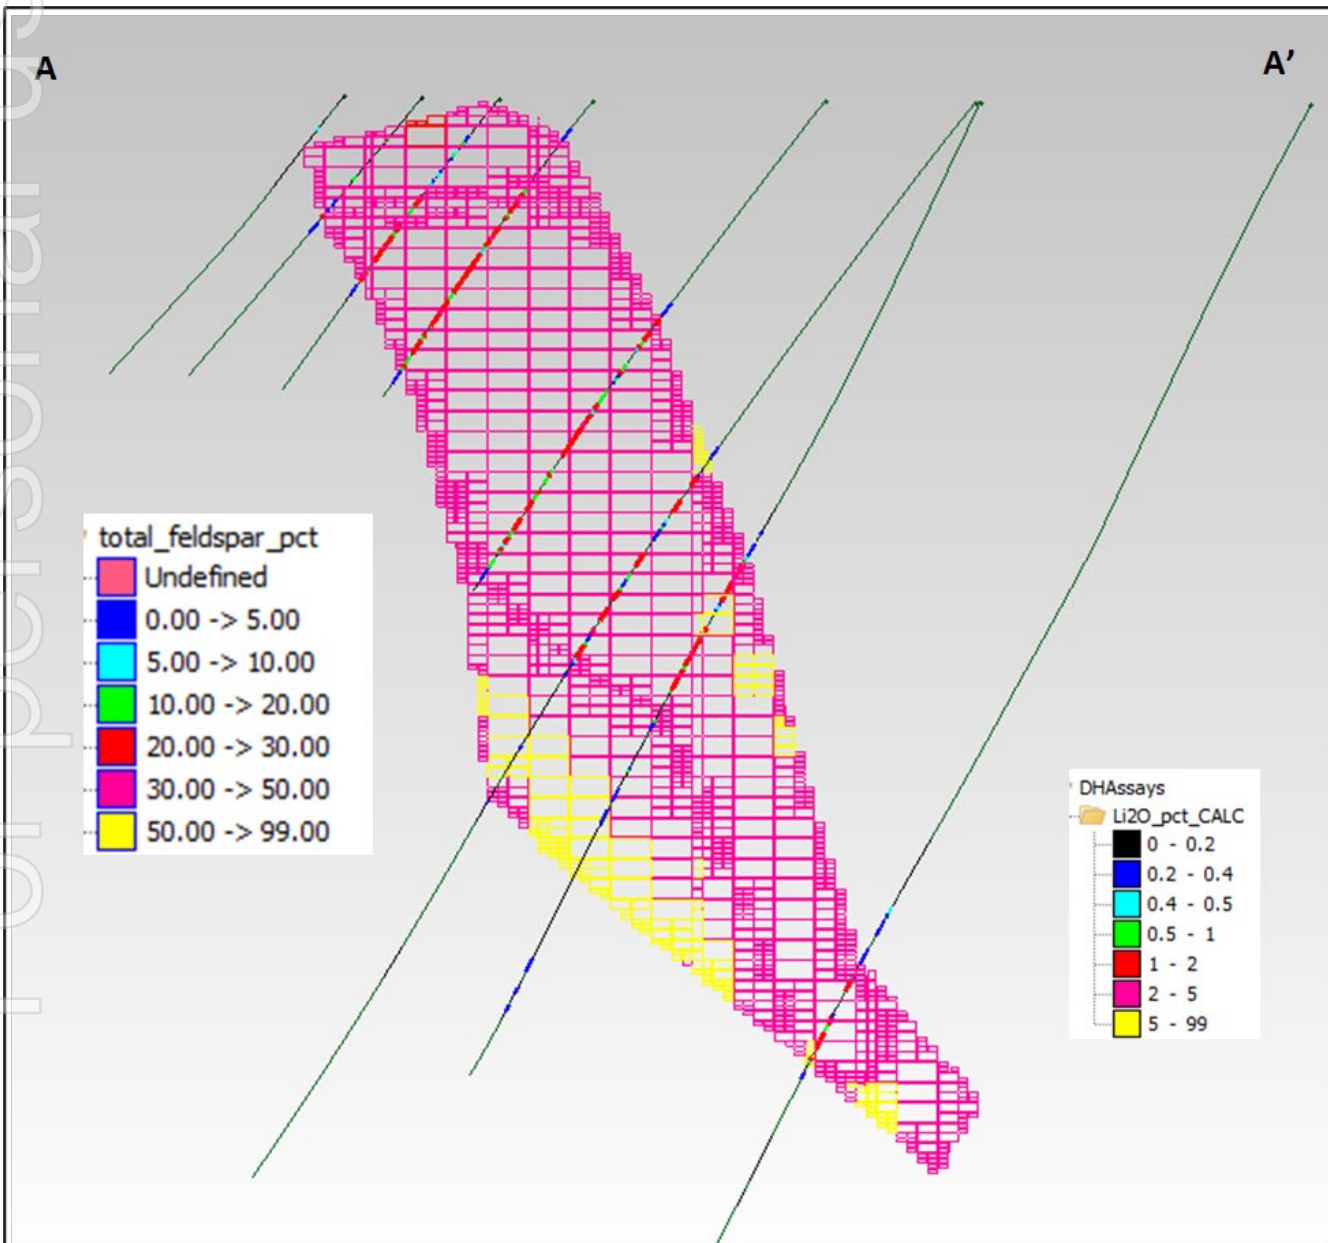 A
A'
total_feldspar_pct
Undefined
0.00 -> 5.00
5.00 -> 10.00
10.00 -> 20.00
20.00 -> 30.00
30.00 -> 50.00
50.00 -> 99.00
DHAssays
Li2O_pct_CALC
0 - 0.2
0.2 - 0.4
0.4 - 0.5
0.5 - 1
1 - 2
2 - 5
5 - 99
personal